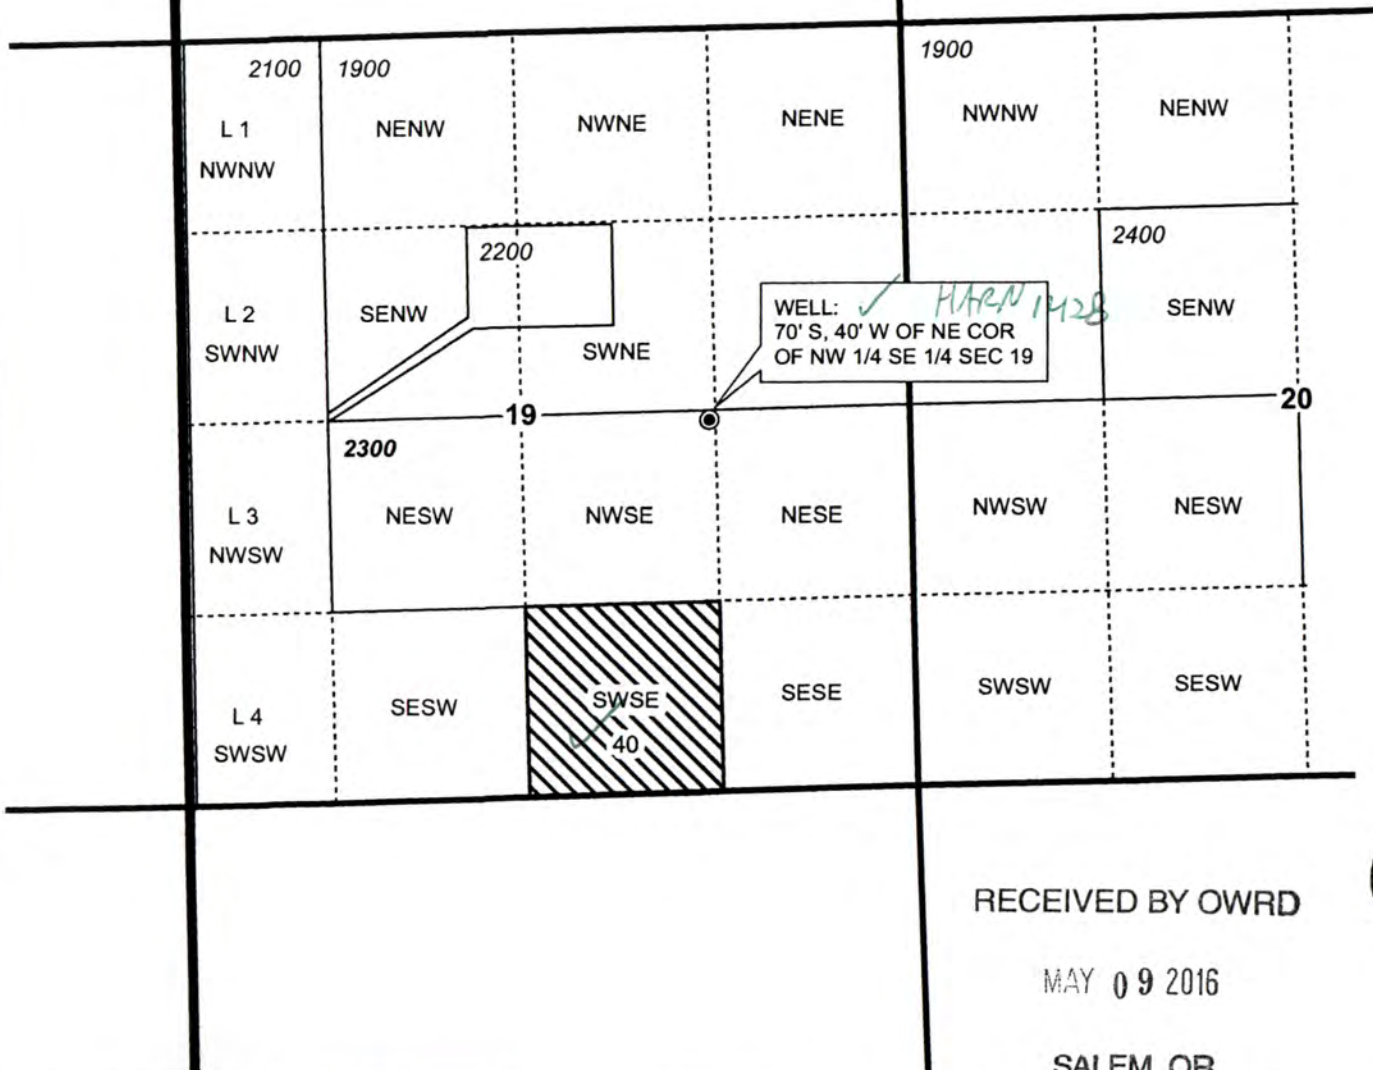 2100 1900 1900
L 1 NENW NWNE NENE NWNW NENW
NWNW
2200 2400
WELL: ✓ HARN 1428
70' S, 40' W OF NE COR
OF NW 1/4 SE 1/4 SEC 19
L 2 SENW SENW
SWNW SWNE
19 20
2300
L 3 NESW NWSE NESE NWSW NESW
NWSW
L 4 SESW SWSE SESE SWSW SESW
SWSW 40
RECEIVED BY OWRD
MAY 09 2016
SALEM, OR